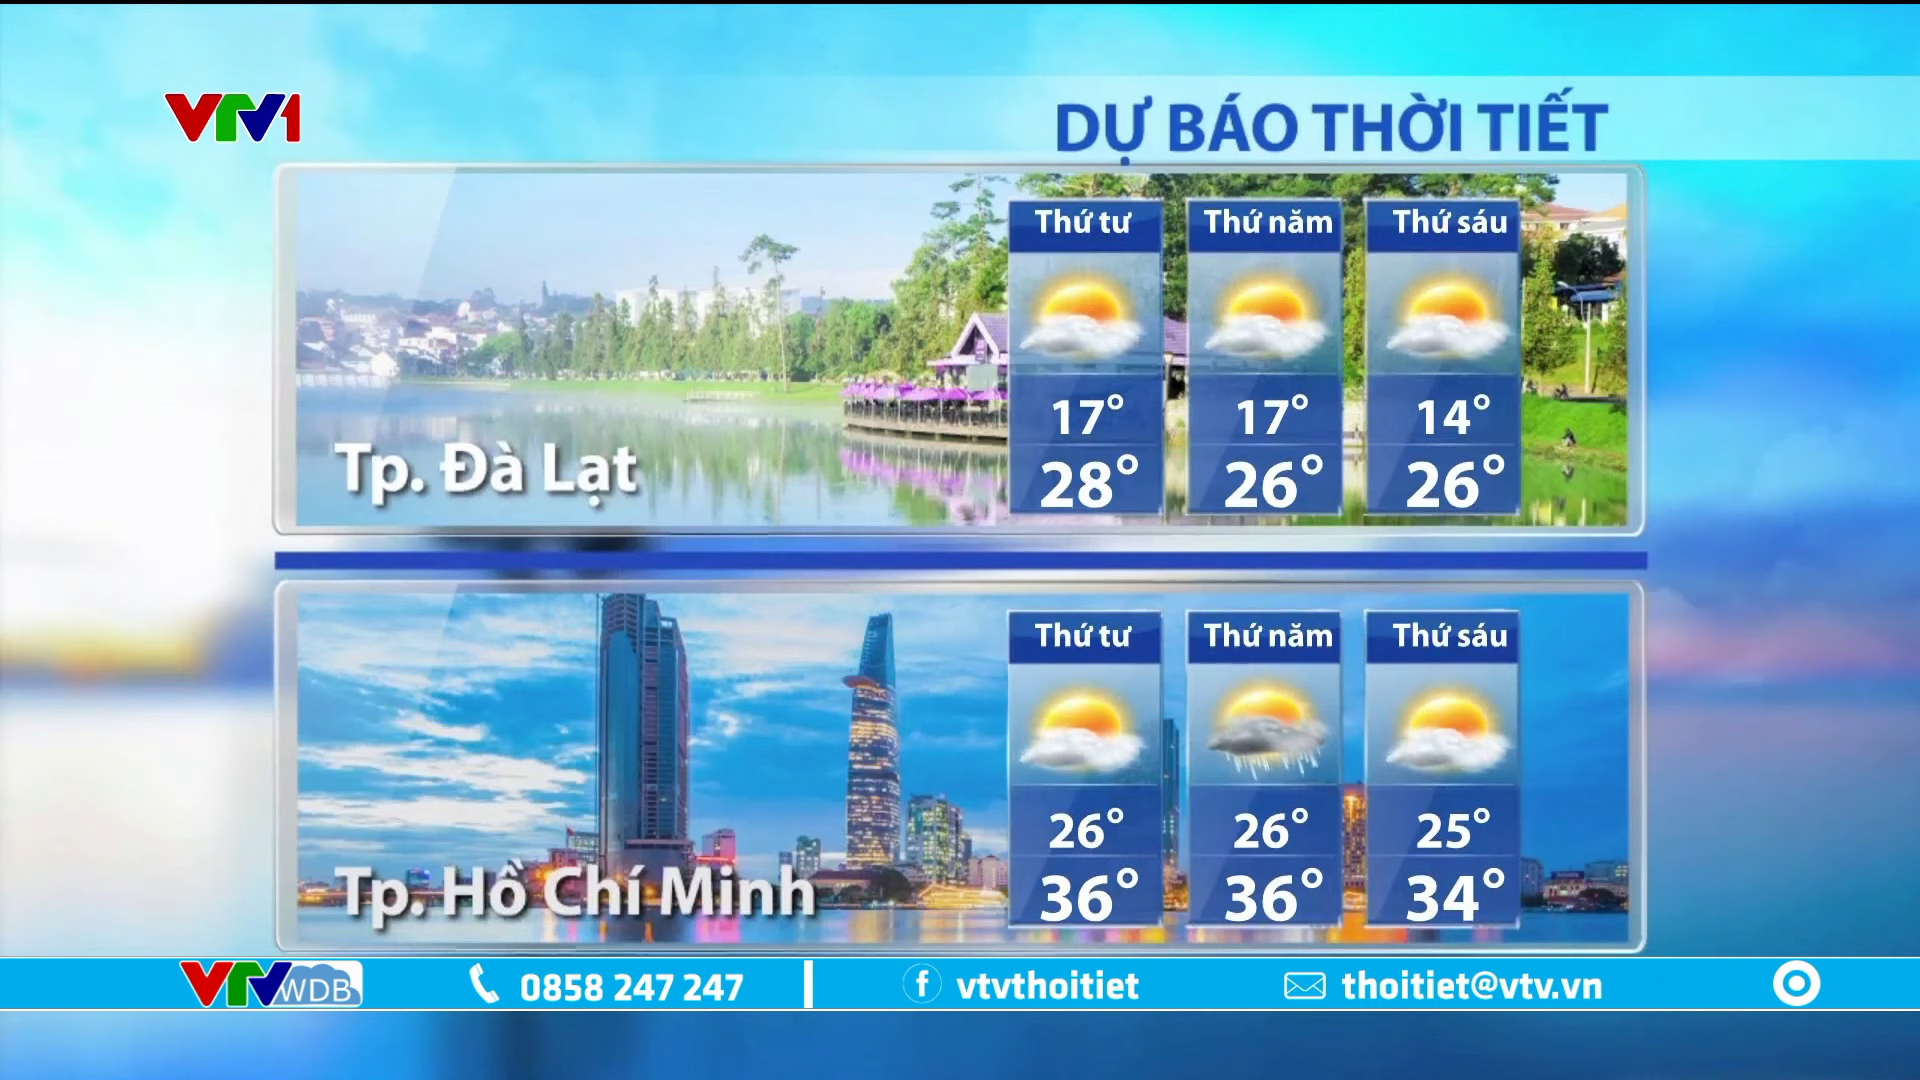 VTV1
DỰ BÁO THỜI TIẾT
Thứ tư Thứ năm Thứ sáu
17° 17° 14°
28° 26° 26°
Tp. Đà Lạt
Thứ tư Thứ năm Thứ sáu
26° 26° 25°
36° 36° 34°
Tp. Hồ Chí Minh
VTV WDB 0858 247 247 vtvthoitiet thoitiet@vtv.vn